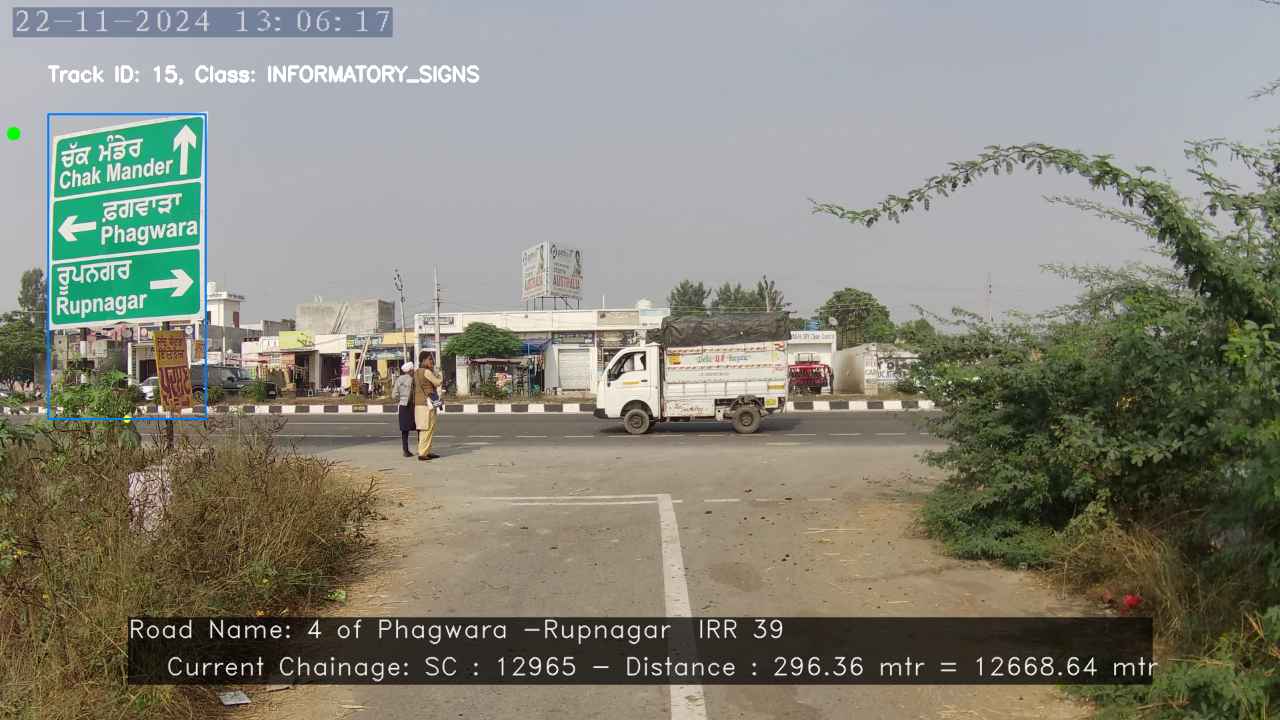 22-11-2024 13:06:17
Track ID: 15, Class: INFORMATORY_SIGNS
ਚੱਕ ਮੰਡੇਰ
Chak Mander
ਫ਼ਗਵਾੜਾ
Phagwara
ਰੂਪਨਗਰ
Rupnagar
AUSTRALIA
Road Name: 4 of Phagwara -Rupnagar IRR 39
Current Chainage: SC : 12965 - Distance : 296.36 mtr = 12668.64 mtr